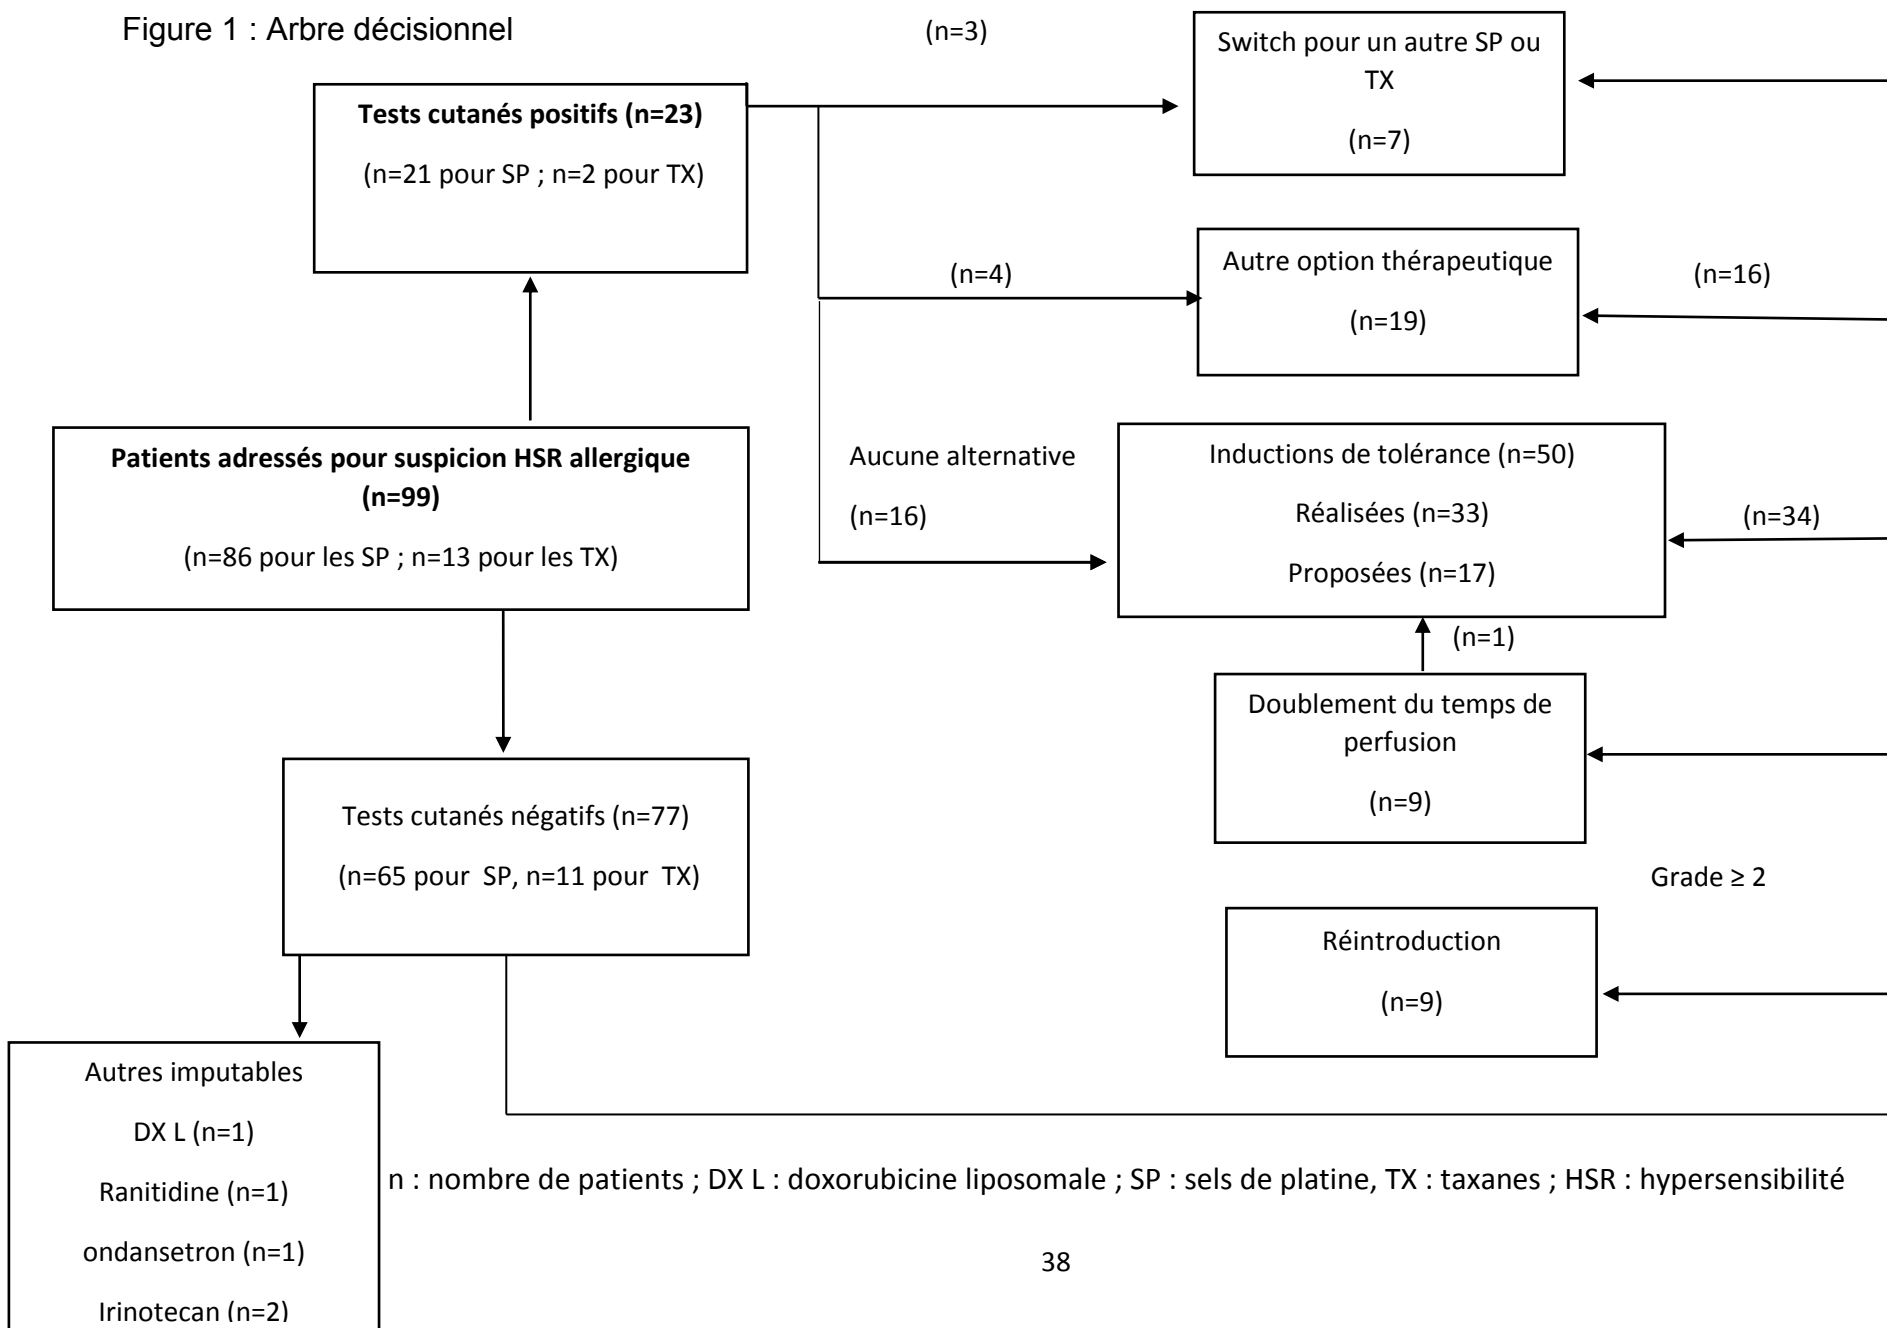 Figure 1 : Arbre décisionnel
(n=3)
Switch pour un autre SP ou
TX
(n=7)
Tests cutanés positifs (n=23)
(n=21 pour SP ; n=2 pour TX)
(n=4)
Autre option thérapeutique
(n=19)
(n=16)
Patients adressés pour suspicion HSR allergique
(n=99)
(n=86 pour les SP ; n=13 pour les TX)
Aucune alternative
(n=16)
Inductions de tolérance (n=50)
Réalisées (n=33)
Proposées (n=17)
(n=34)
(n=1)
Doublement du temps de
perfusion
(n=9)
Tests cutanés négatifs (n=77)
(n=65 pour  SP, n=11 pour  TX)
Grade ≥ 2
Réintroduction
(n=9)
Autres imputables
DX L (n=1)
Ranitidine (n=1)
ondansetron (n=1)
Irinotecan (n=2)
n : nombre de patients ; DX L : doxorubicine liposomale ; SP : sels de platine, TX : taxanes ; HSR : hypersensibilité
38